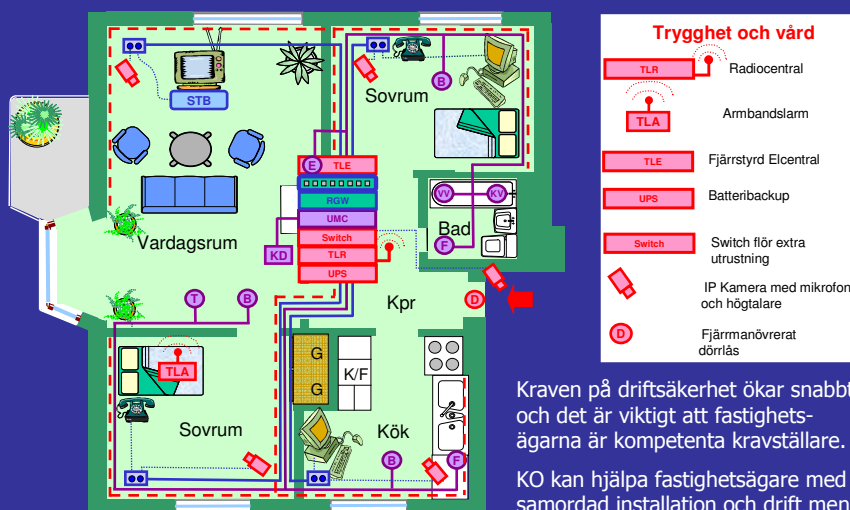 Trygghet och vård
TLR Radiocentral
TLA Armbandslarm
TLE Fjärrstyrd Elcentral
UPS Batteribackup
Switch Switch flör extra
utrustning
IP Kamera med mikrofon
och högtalare
D Fjärrmanövrerat
dörrlås
STB
Sovrum
B
E TLE
RGW
UMC
Switch
TLR
UPS
KD
VV KV
Bad
F
Vardagsrum
T B
Kpr
D
TLA
G
G
K/F
Sovrum
Kök
B F
Kraven på driftsäkerhet ökar snabbt
och det är viktigt att fastighets-
ägarna är kompetenta kravställare.
KO kan hjälpa fastighetsägare med
samordad installation och drift men